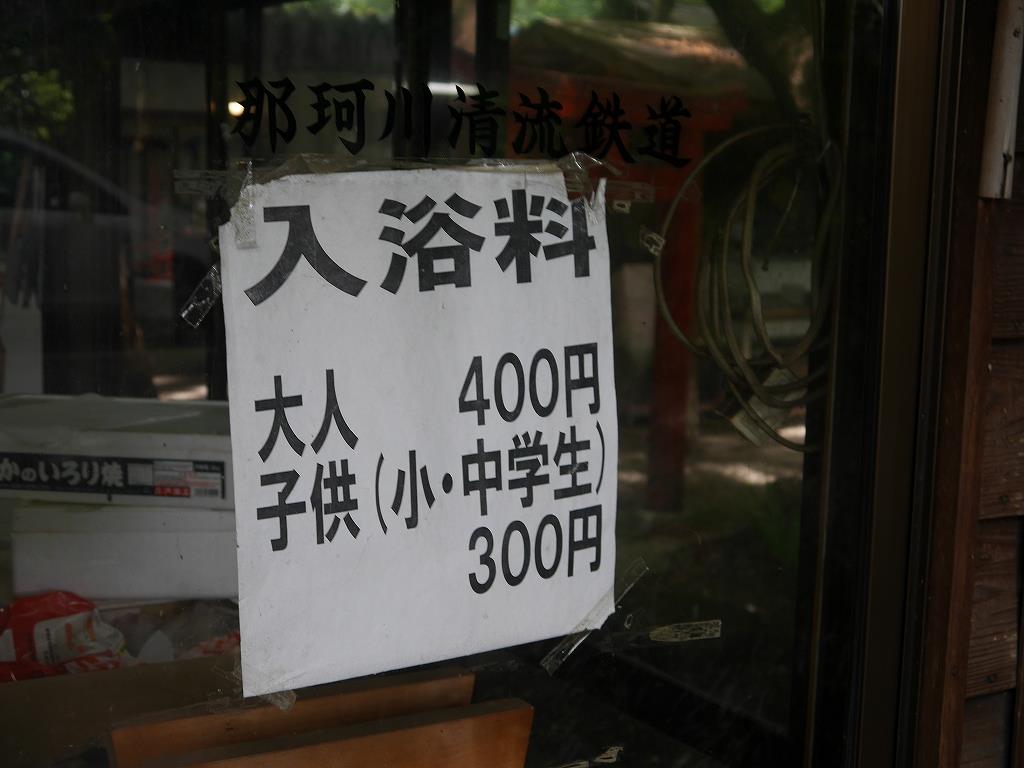 那珂川清流鉄道
入浴料
大人 400円
子供(小・中学生)
300円
かのいろり焼